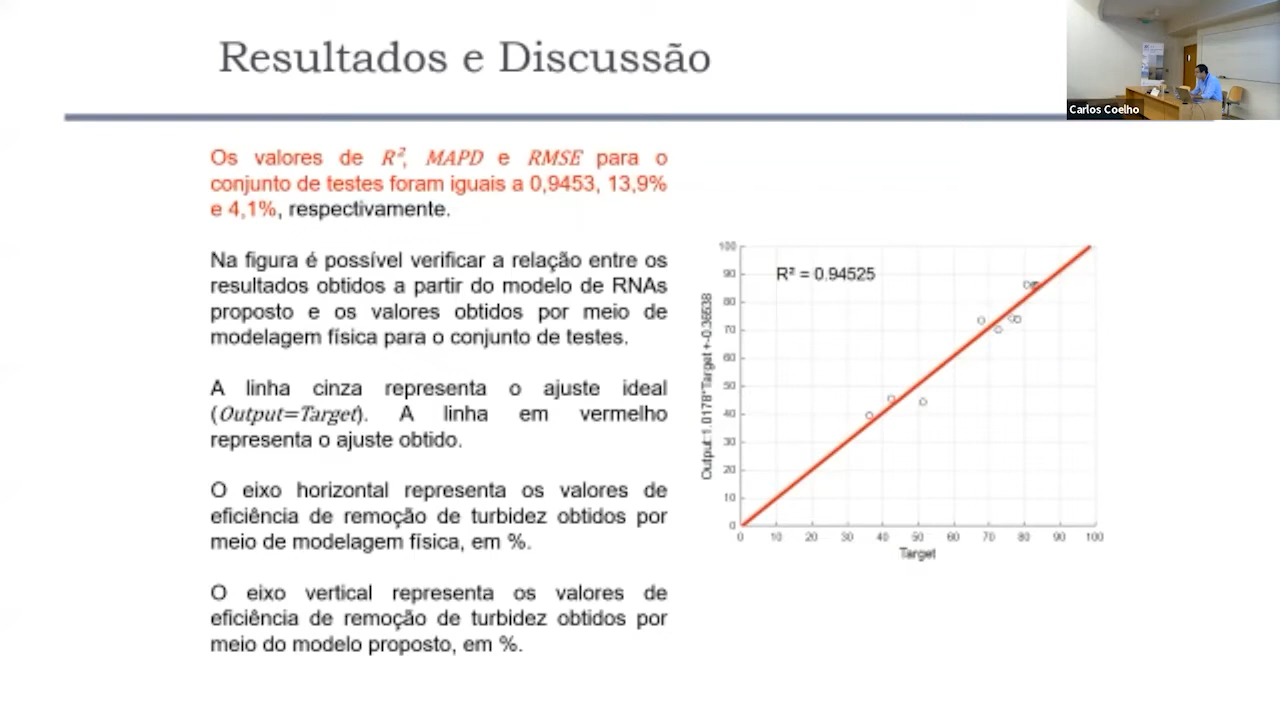 Resultados e Discussão
Carlos Coelho
Os valores de R², MAPD e RMSE para o
conjunto de testes foram iguais a 0,9453, 13,9%
e 4,1%, respectivamente.
Na figura é possível verificar a relação entre os
resultados obtidos a partir do modelo de RNAs
proposto e os valores obtidos por meio de
modelagem física para o conjunto de testes.
A linha cinza representa o ajuste ideal
(Output=Target). A linha em vermelho
representa o ajuste obtido.
O eixo horizontal representa os valores de
eficiência de remoção de turbidez obtidos por
meio de modelagem física, em %.
O eixo vertical representa os valores de
eficiência de remoção de turbidez obtidos por
meio do modelo proposto, em %.
R² = 0.94525
Output:1.0178*Target +-0.36538
100
90
80
70
60
50
40
30
20
10
0
0 10 20 30 40 50 60 70 80 90 100
Target